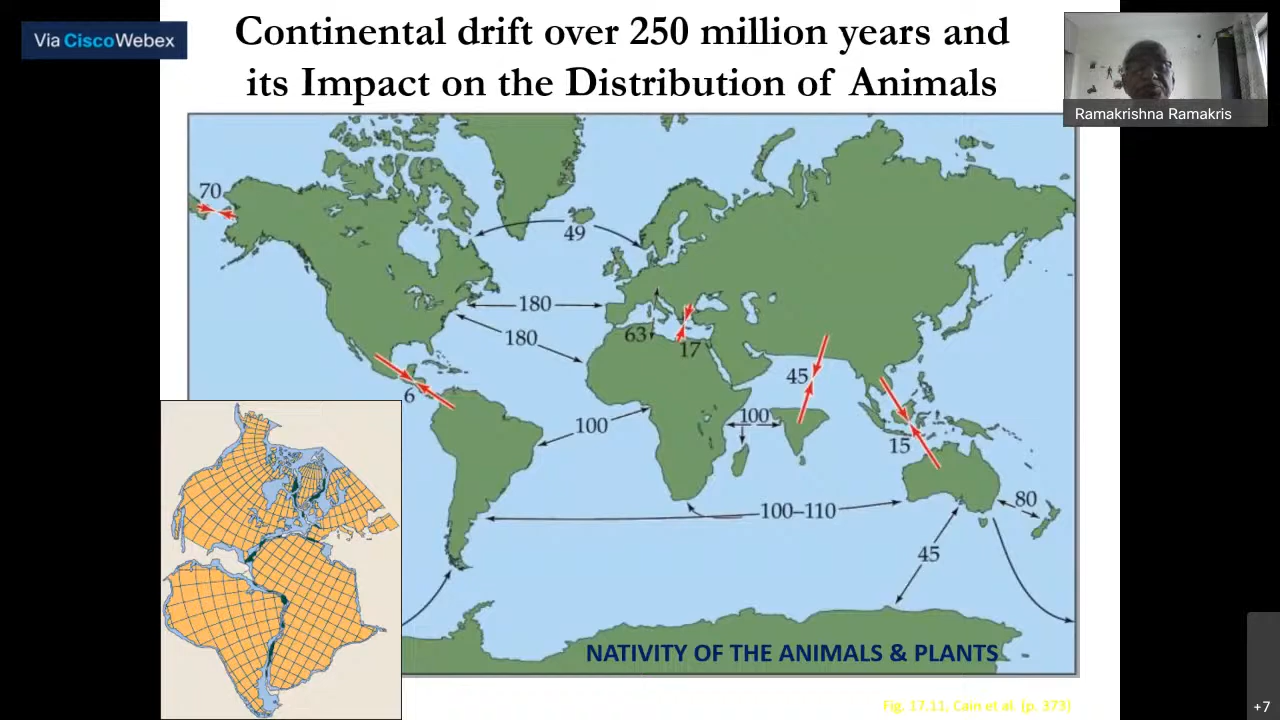 Via Cisco Webex
Continental drift over 250 million years and
its Impact on the Distribution of Animals
Ramakrishna Ramakris
70
49
180
63
17
180
45
6
100
100
15
100–110
80
45
NATIVITY OF THE ANIMALS & PLANTS
Fig. 17.11, Cain et al. (p. 373)
+7